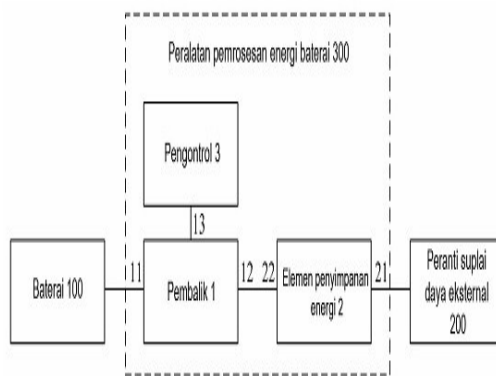 Peralatan pemrosesan energi baterai 300
Pengontrol 3
13
Baterai 100
11
Pembalik 1
12
22
Elemen penyimpanan
energi 2
21
Peranti suplai
daya eksternal
200